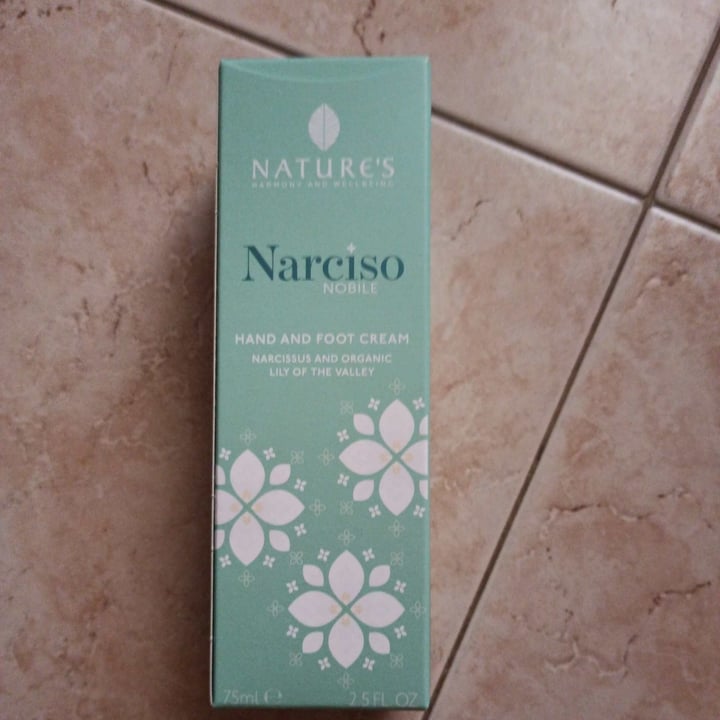 NATURE'S
HARMONY AND WELLBEING
Narciso
NOBILE
HAND AND FOOT CREAM
NARCISSUS AND ORGANIC
LILY OF THE VALLEY
75ml ℮ 2.5 FL. OZ